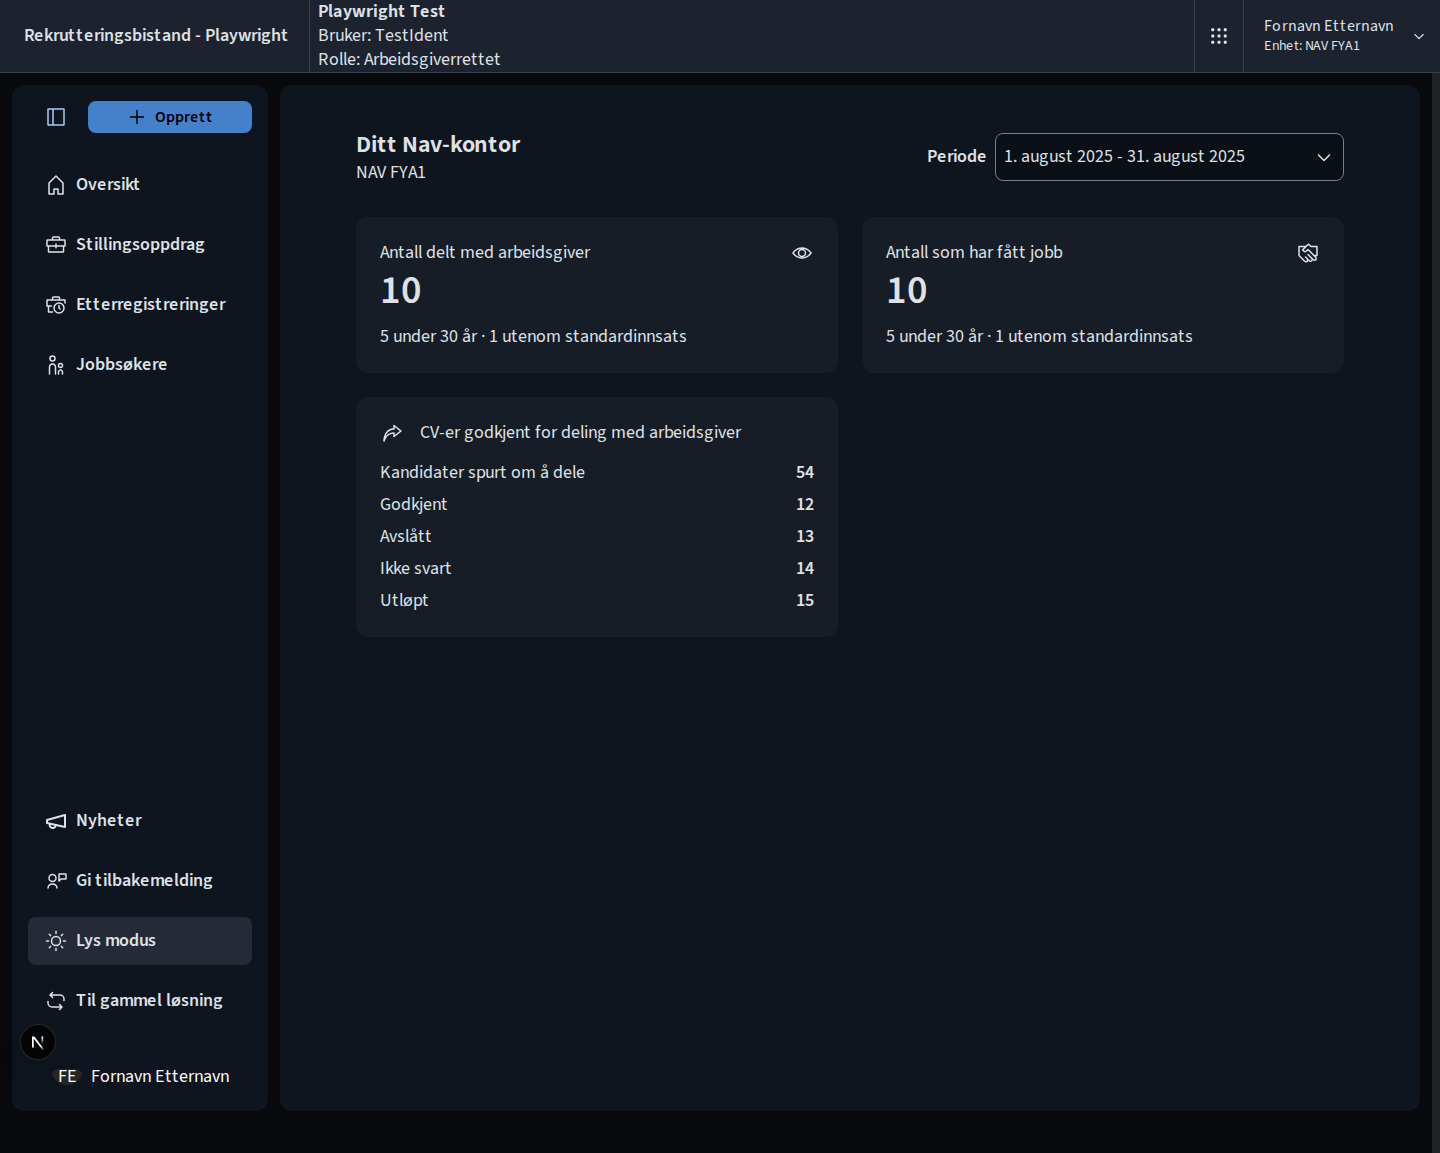 Rekrutteringsbistand - Playwright
Playwright Test
Bruker: TestIdent
Rolle: Arbeidsgiverrettet
Fornavn Etternavn
Enhet: NAV FYA1
Opprett
Oversikt
Stillingsoppdrag
Etterregistreringer
Jobbsøkere
Nyheter
Gi tilbakemelding
Lys modus
Til gammel løsning
N
FE Fornavn Etternavn
Ditt Nav-kontor
NAV FYA1
Periode 1. august 2025 - 31. august 2025
Antall delt med arbeidsgiver
10
5 under 30 år · 1 utenom standardinnsats
Antall som har fått jobb
10
5 under 30 år · 1 utenom standardinnsats
CV-er godkjent for deling med arbeidsgiver
Kandidater spurt om å dele 54
Godkjent 12
Avslått 13
Ikke svart 14
Utløpt 15